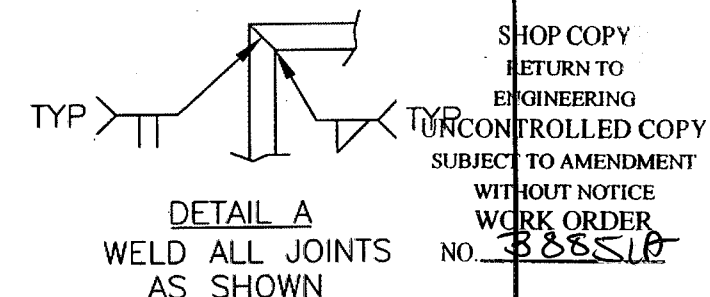 TYP
TYP
DETAIL A
WELD ALL JOINTS
AS SHOWN
SHOP COPY
RETURN TO
ENGINEERING
UNCONTROLLED COPY
SUBJECT TO AMENDMENT
WITHOUT NOTICE
WORK ORDER
NO.